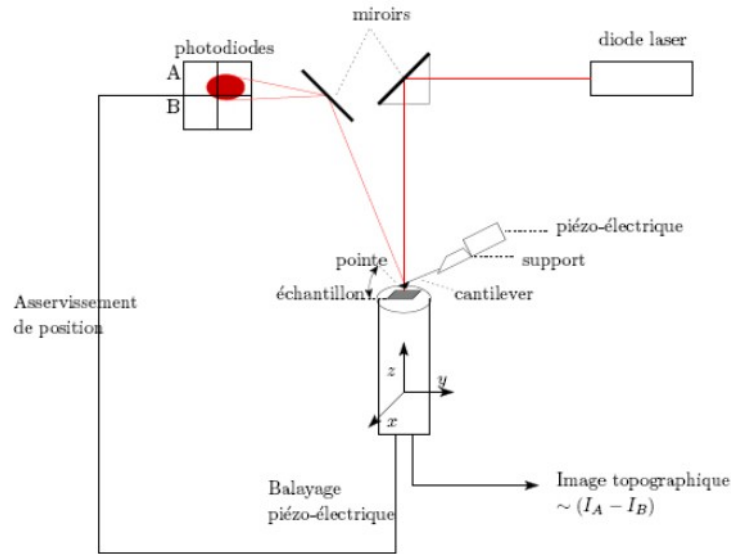 miroirs
photodiodes
diode laser
A
B
piézo-électrique
pointe
support
échantillon
cantilever
Asservissement
de position
z
y
x
Balayage
piézo-électrique
Image topographique
∼ (I_A − I_B)